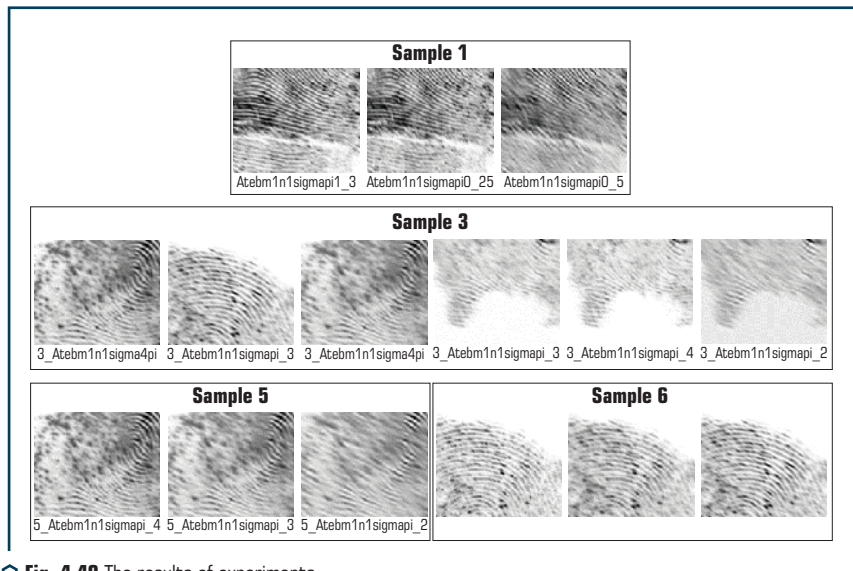 Sample 1
Atebm1n1sigmapi1_3 Atebm1n1sigmapi0_25 Atebm1n1sigmapi0_5
Sample 3
3_Atebm1n1sigma4pi 3_Atebm1n1sigmapi_3 3_Atebm1n1sigma4pi 3_Atebm1n1sigmapi_3 3_Atebm1n1sigmapi_4 3_Atebm1n1sigmapi_2
Sample 5
5_Atebm1n1sigmapi_4 5_Atebm1n1sigmapi_3 5_Atebm1n1sigmapi_2
Sample 6
The results of experiments